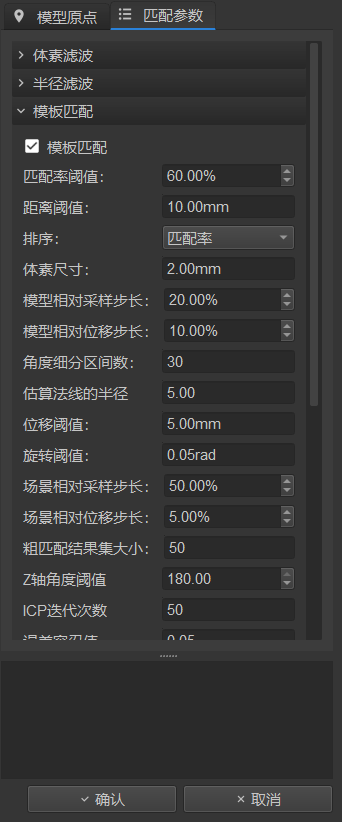 模型原点 匹配参数
体素滤波
半径滤波
模板匹配
模板匹配
匹配率阈值： 60.00%
距离阈值： 10.00mm
排序： 匹配率
体素尺寸： 2.00mm
模型相对采样步长： 20.00%
模型相对位移步长： 10.00%
角度细分区间数： 30
估算法线的半径 5.00
位移阈值： 5.00mm
旋转阈值： 0.05rad
场景相对采样步长： 50.00%
场景相对位移步长： 5.00%
粗匹配结果集大小： 50
Z轴角度阈值 180.00
ICP迭代次数 50
误差容忍值 0.05
确认 取消